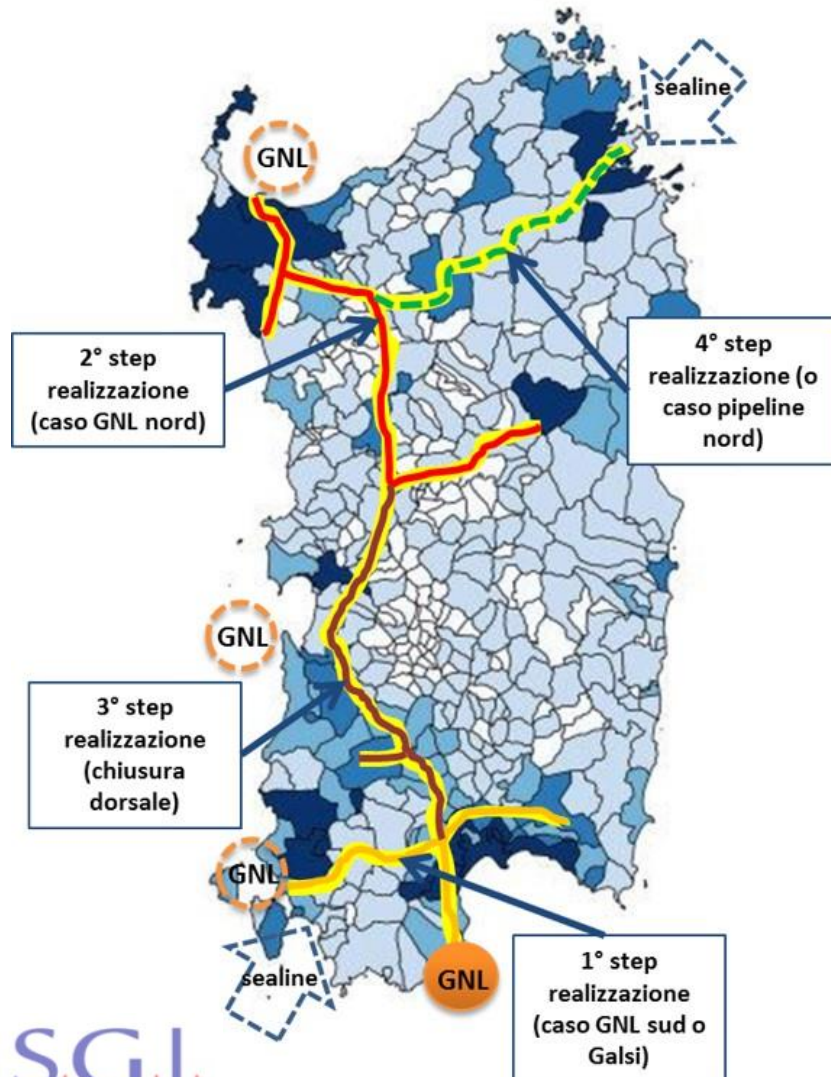 sealine
GNL
2° step
realizzazione
(caso GNL nord)
4° step
realizzazione (o
caso pipeline
nord)
GNL
3° step
realizzazione
(chiusura
dorsale)
GNL
sealine
GNL
1° step
realizzazione
(caso GNL sud o
Galsi)
S.G.I.